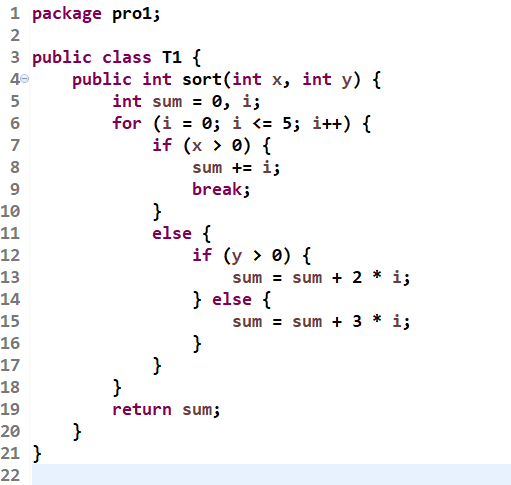 1 package pro1;
2
3 public class T1 {
4     public int sort(int x, int y) {
5         int sum = 0, i;
6         for (i = 0; i <= 5; i++) {
7             if (x > 0) {
8                 sum += i;
9                 break;
10             }
11             else {
12                 if (y > 0) {
13                     sum = sum + 2 * i;
14                 } else {
15                     sum = sum + 3 * i;
16                 }
17             }
18         }
19         return sum;
20     }
21 }
22